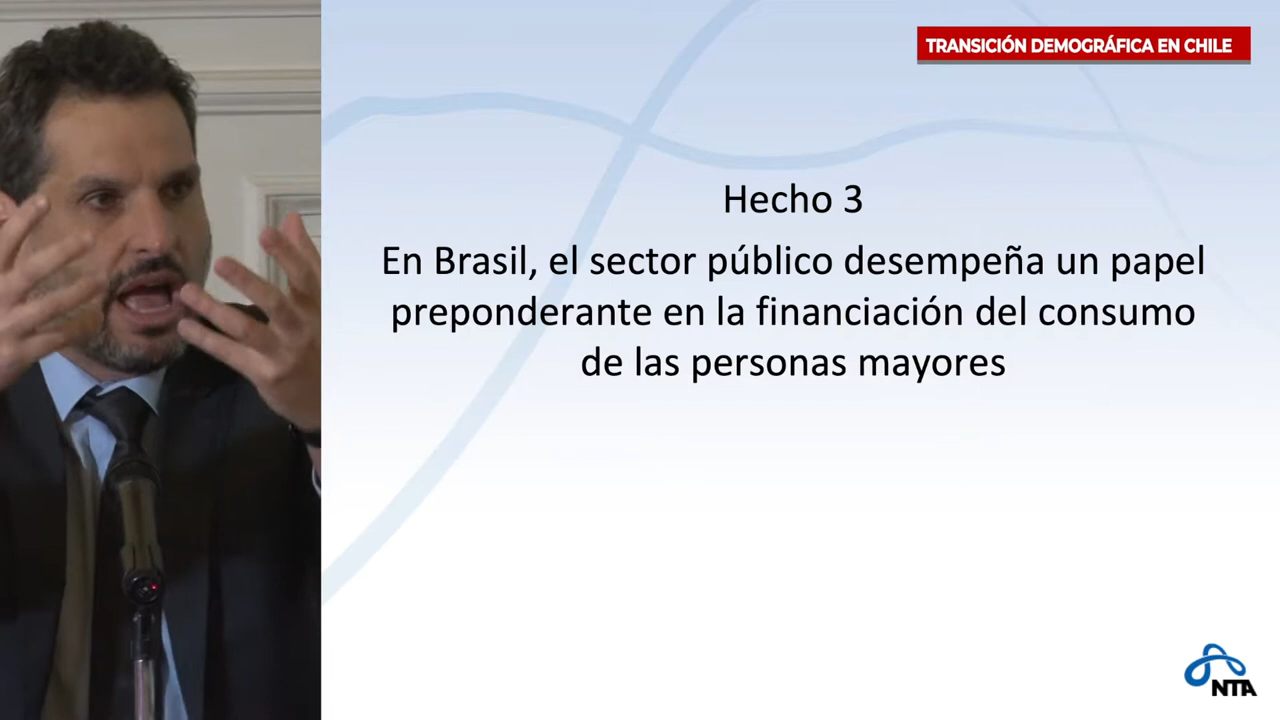 TRANSICIÓN DEMOGRÁFICA EN CHILE
Hecho 3
En Brasil, el sector público desempeña un papel
preponderante en la financiación del consumo
de las personas mayores
NTA